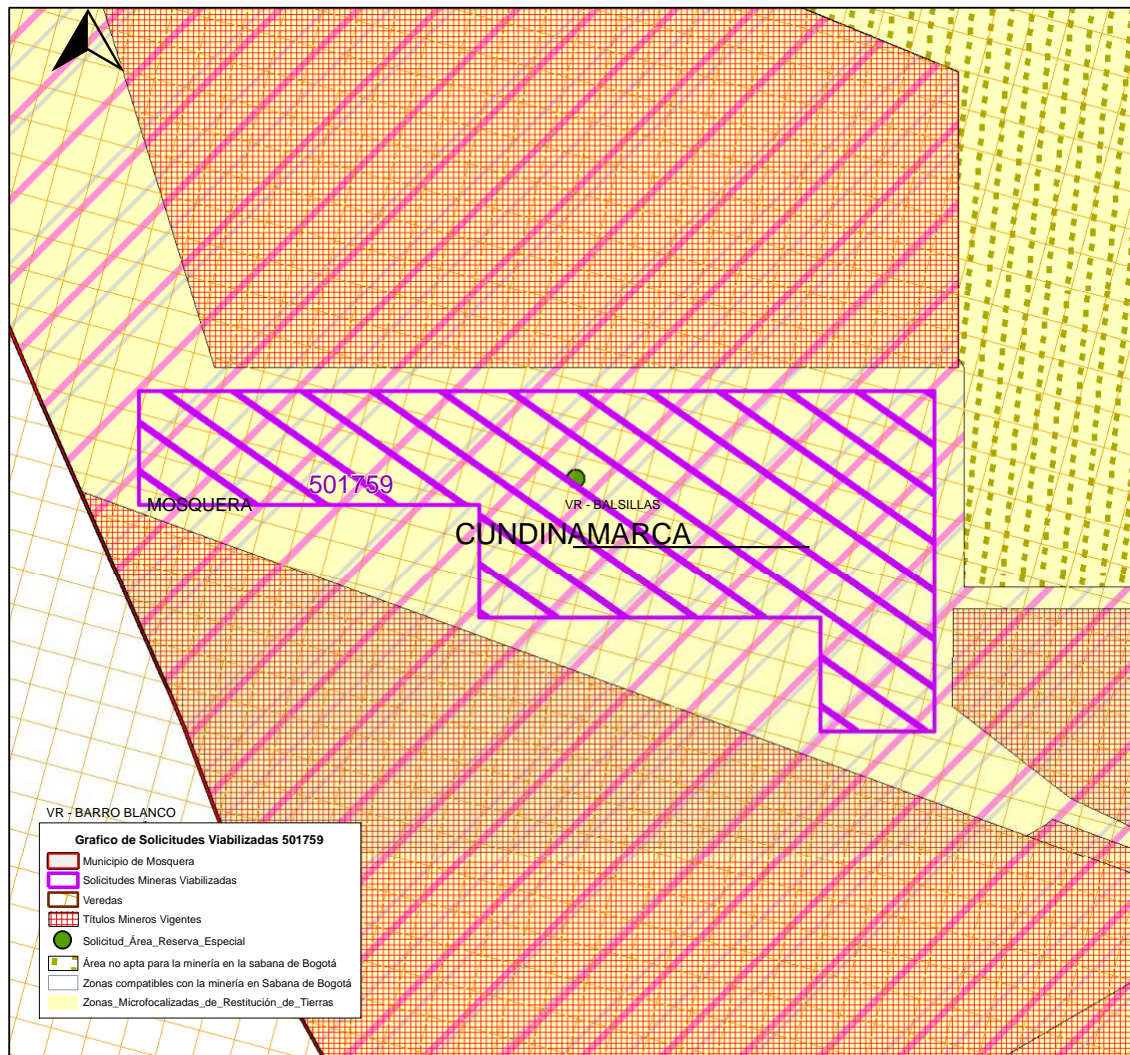 501759
MOSQUERA
VR - BALSILLAS
CUNDINAMARCA
VR - BARRO BLANCO
Grafico de Solicitudes Viabilizadas 501759
Municipio de Mosquera
Solicitudes Mineras Viabilizadas
Veredas
Títulos Mineros Vigentes
Solicitud_Área_Reserva_Especial
Área no apta para la minería en la sabana de Bogotá
Zonas compatibles con la minería en Sabana de Bogotá
Zonas_Microfocalizadas_de_Restitución_de_Tierras